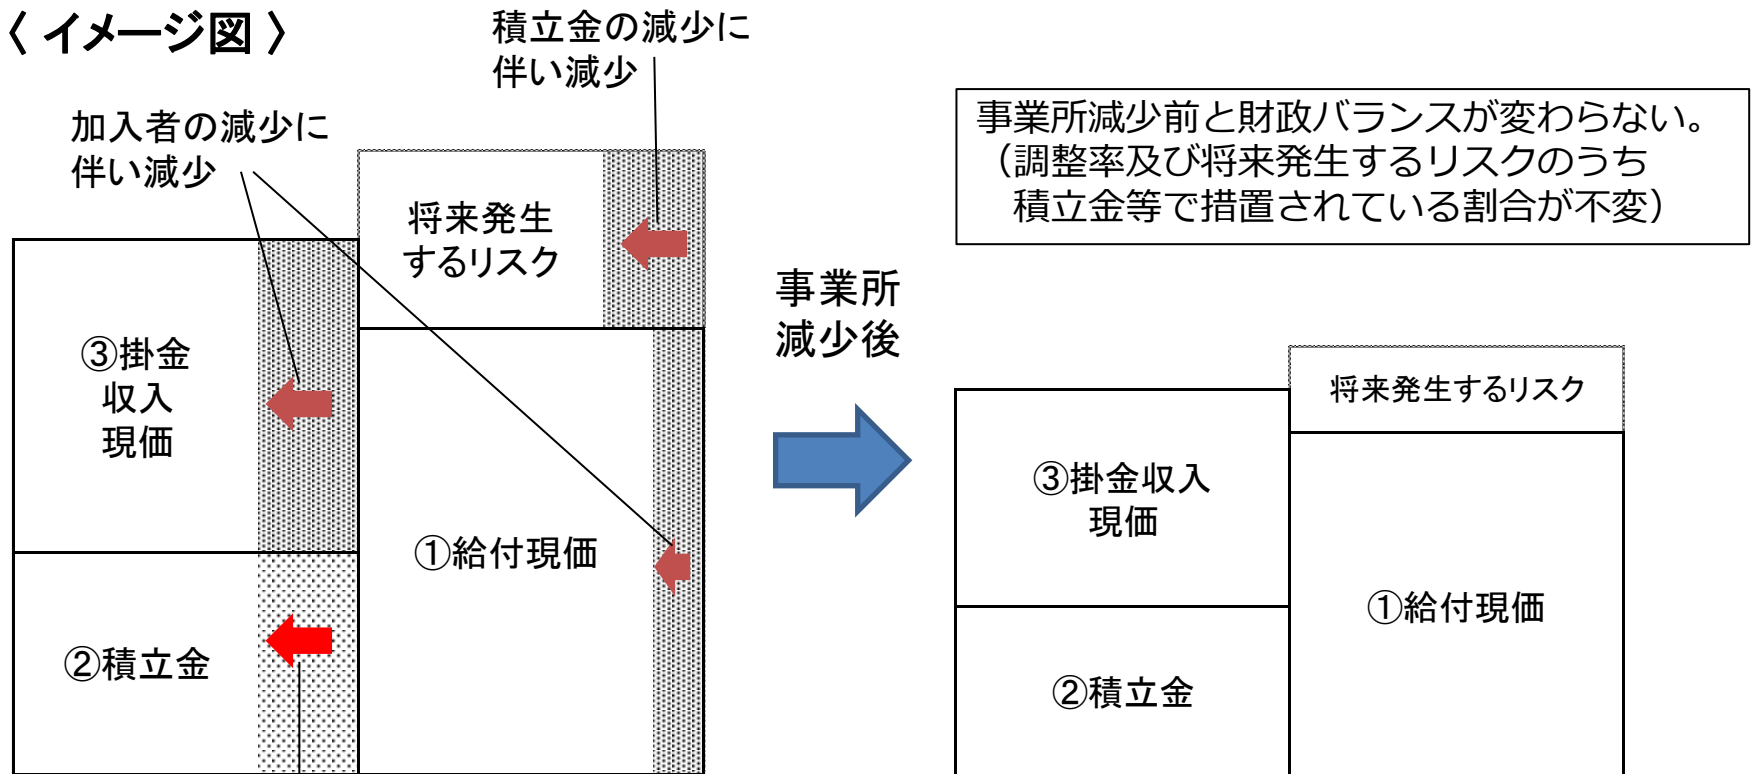 〈 イメージ図 〉
積立金の減少に
伴い減少
加入者の減少に
伴い減少
事業所減少前と財政バランスが変わらない。
（調整率及び将来発生するリスクのうち
積立金等で措置されている割合が不変）
将来発生
するリスク
③掛金
収入
現価
①給付現価
②積立金
事業所
減少後
将来発生するリスク
③掛金収入
現価
①給付現価
②積立金